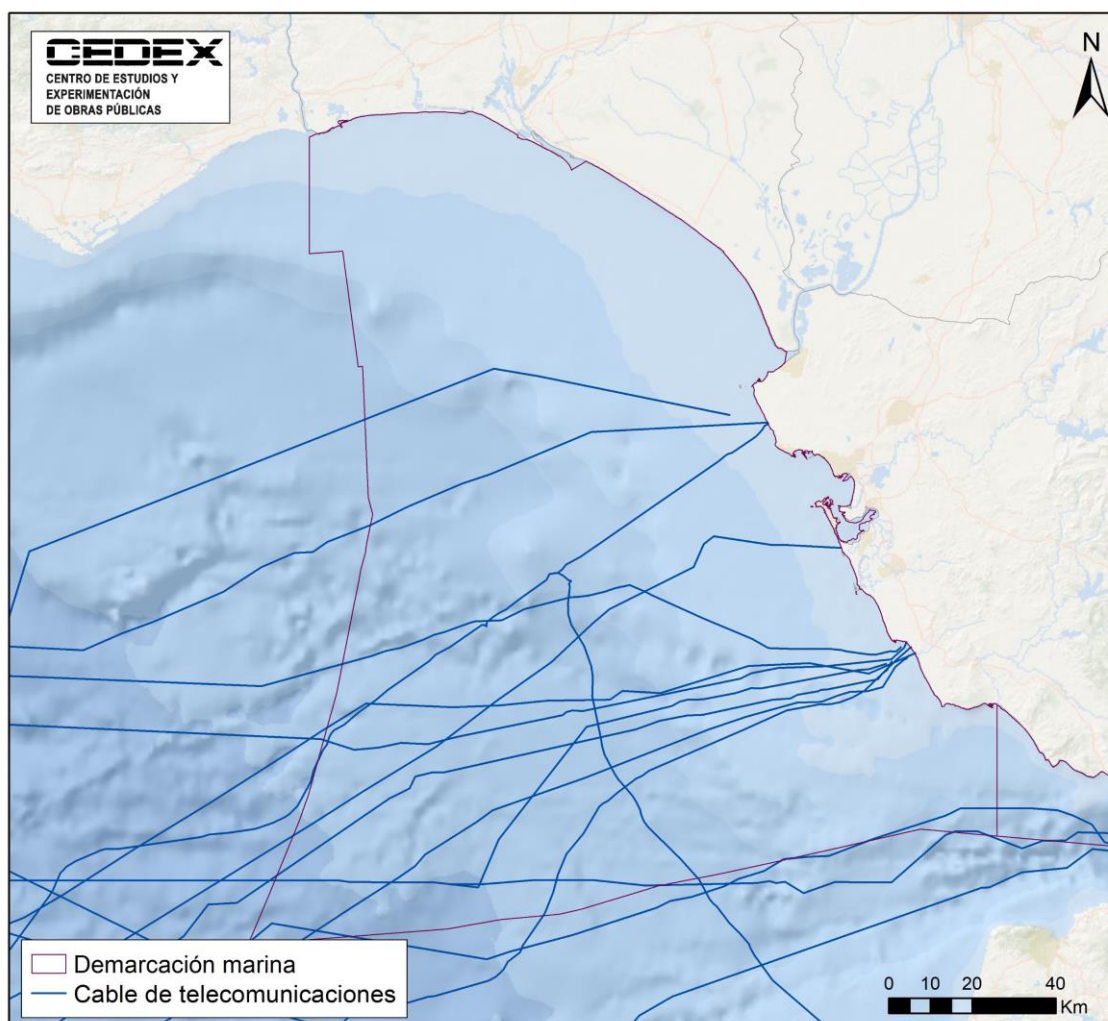 CEDEX
CENTRO DE ESTUDIOS Y
EXPERIMENTACIÓN
DE OBRAS PÚBLICAS
N
Demarcación marina
Cable de telecomunicaciones
0 10 20 40
Km